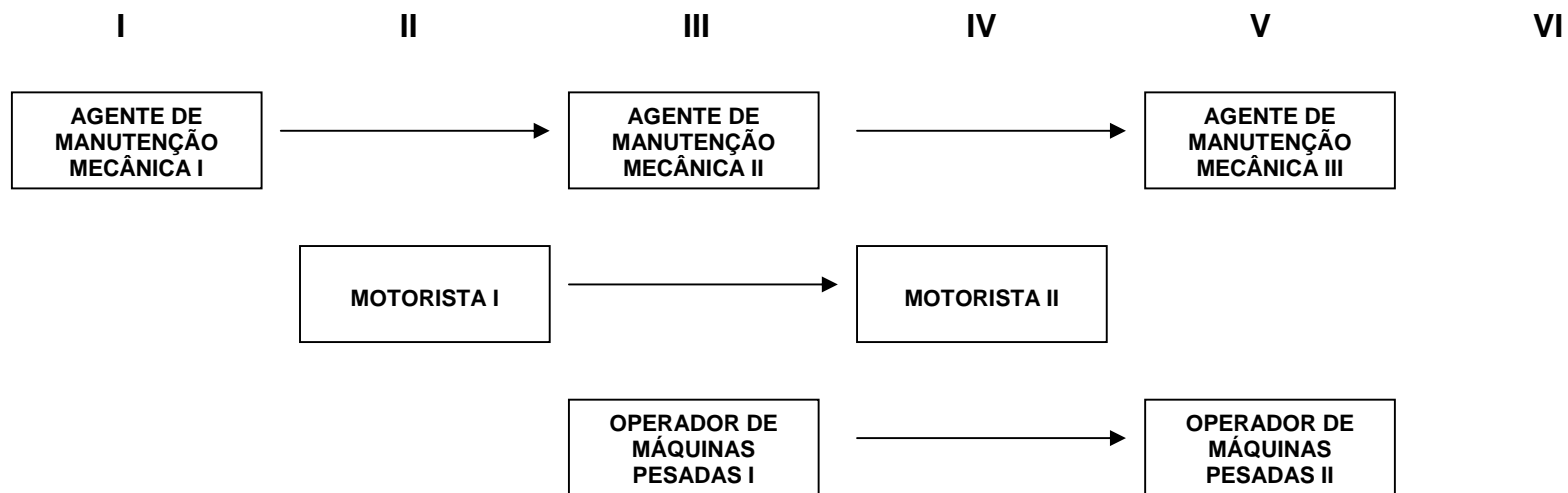 I II III IV V VI
AGENTE DE
MANUTENÇÃO
MECÂNICA I
AGENTE DE
MANUTENÇÃO
MECÂNICA II
AGENTE DE
MANUTENÇÃO
MECÂNICA III
MOTORISTA I
MOTORISTA II
OPERADOR DE
MÁQUINAS
PESADAS I
OPERADOR DE
MÁQUINAS
PESADAS II